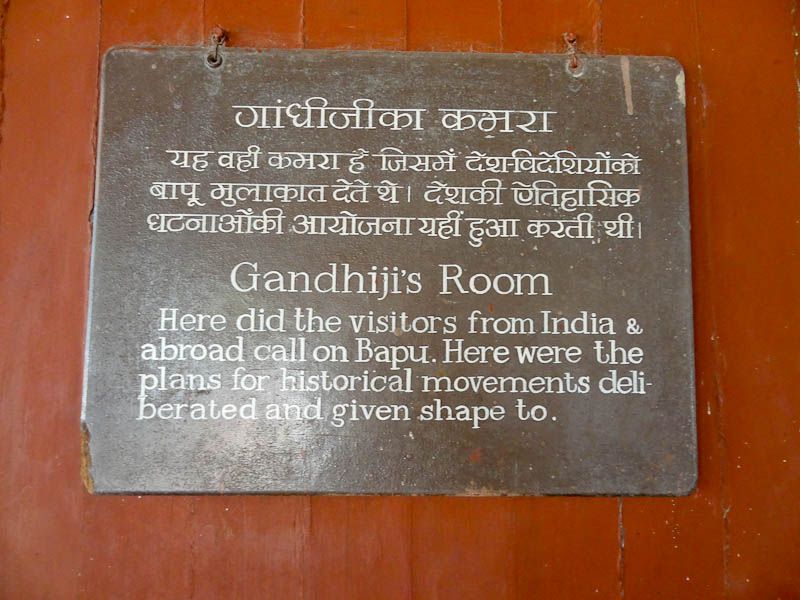 गांधीजीका कमरा
यह वही कमरा है जिसमें देश-विदेशियोंको
बापू मुलाकात देते थे। देशकी ऐतिहासिक
घटनाओंकी आयोजना यहीं हुआ करती थी।
Gandhiji's Room
Here did the visitors from India &
abroad call on Bapu. Here were the
plans for historical movements deli-
berated and given shape to.